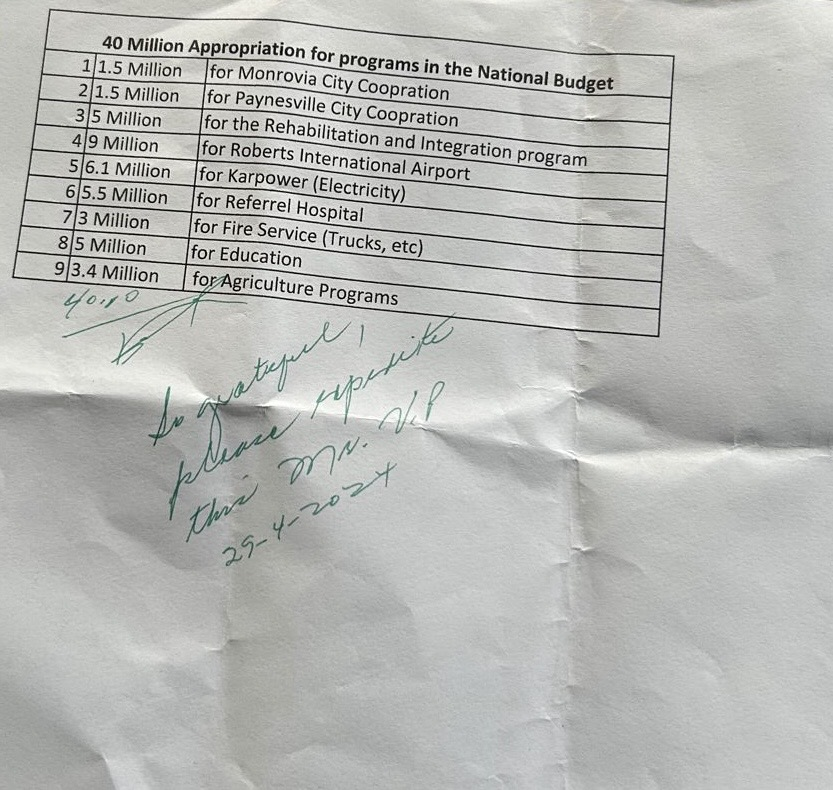 40 Million Appropriation for programs in the National Budget
1 1.5 Million for Monrovia City Coopration
2 1.5 Million for Paynesville City Coopration
3 5 Million for the Rehabilitation and Integration program
4 9 Million for Roberts International Airport
5 6.1 Million for Karpower (Electricity)
6 5.5 Million for Referrel Hospital
7 3 Million for Fire Service (Trucks, etc)
8 5 Million for Education
9 3.4 Million for Agriculture Programs
So grateful,
please expedite
this Mr. V.P
29-4-2024